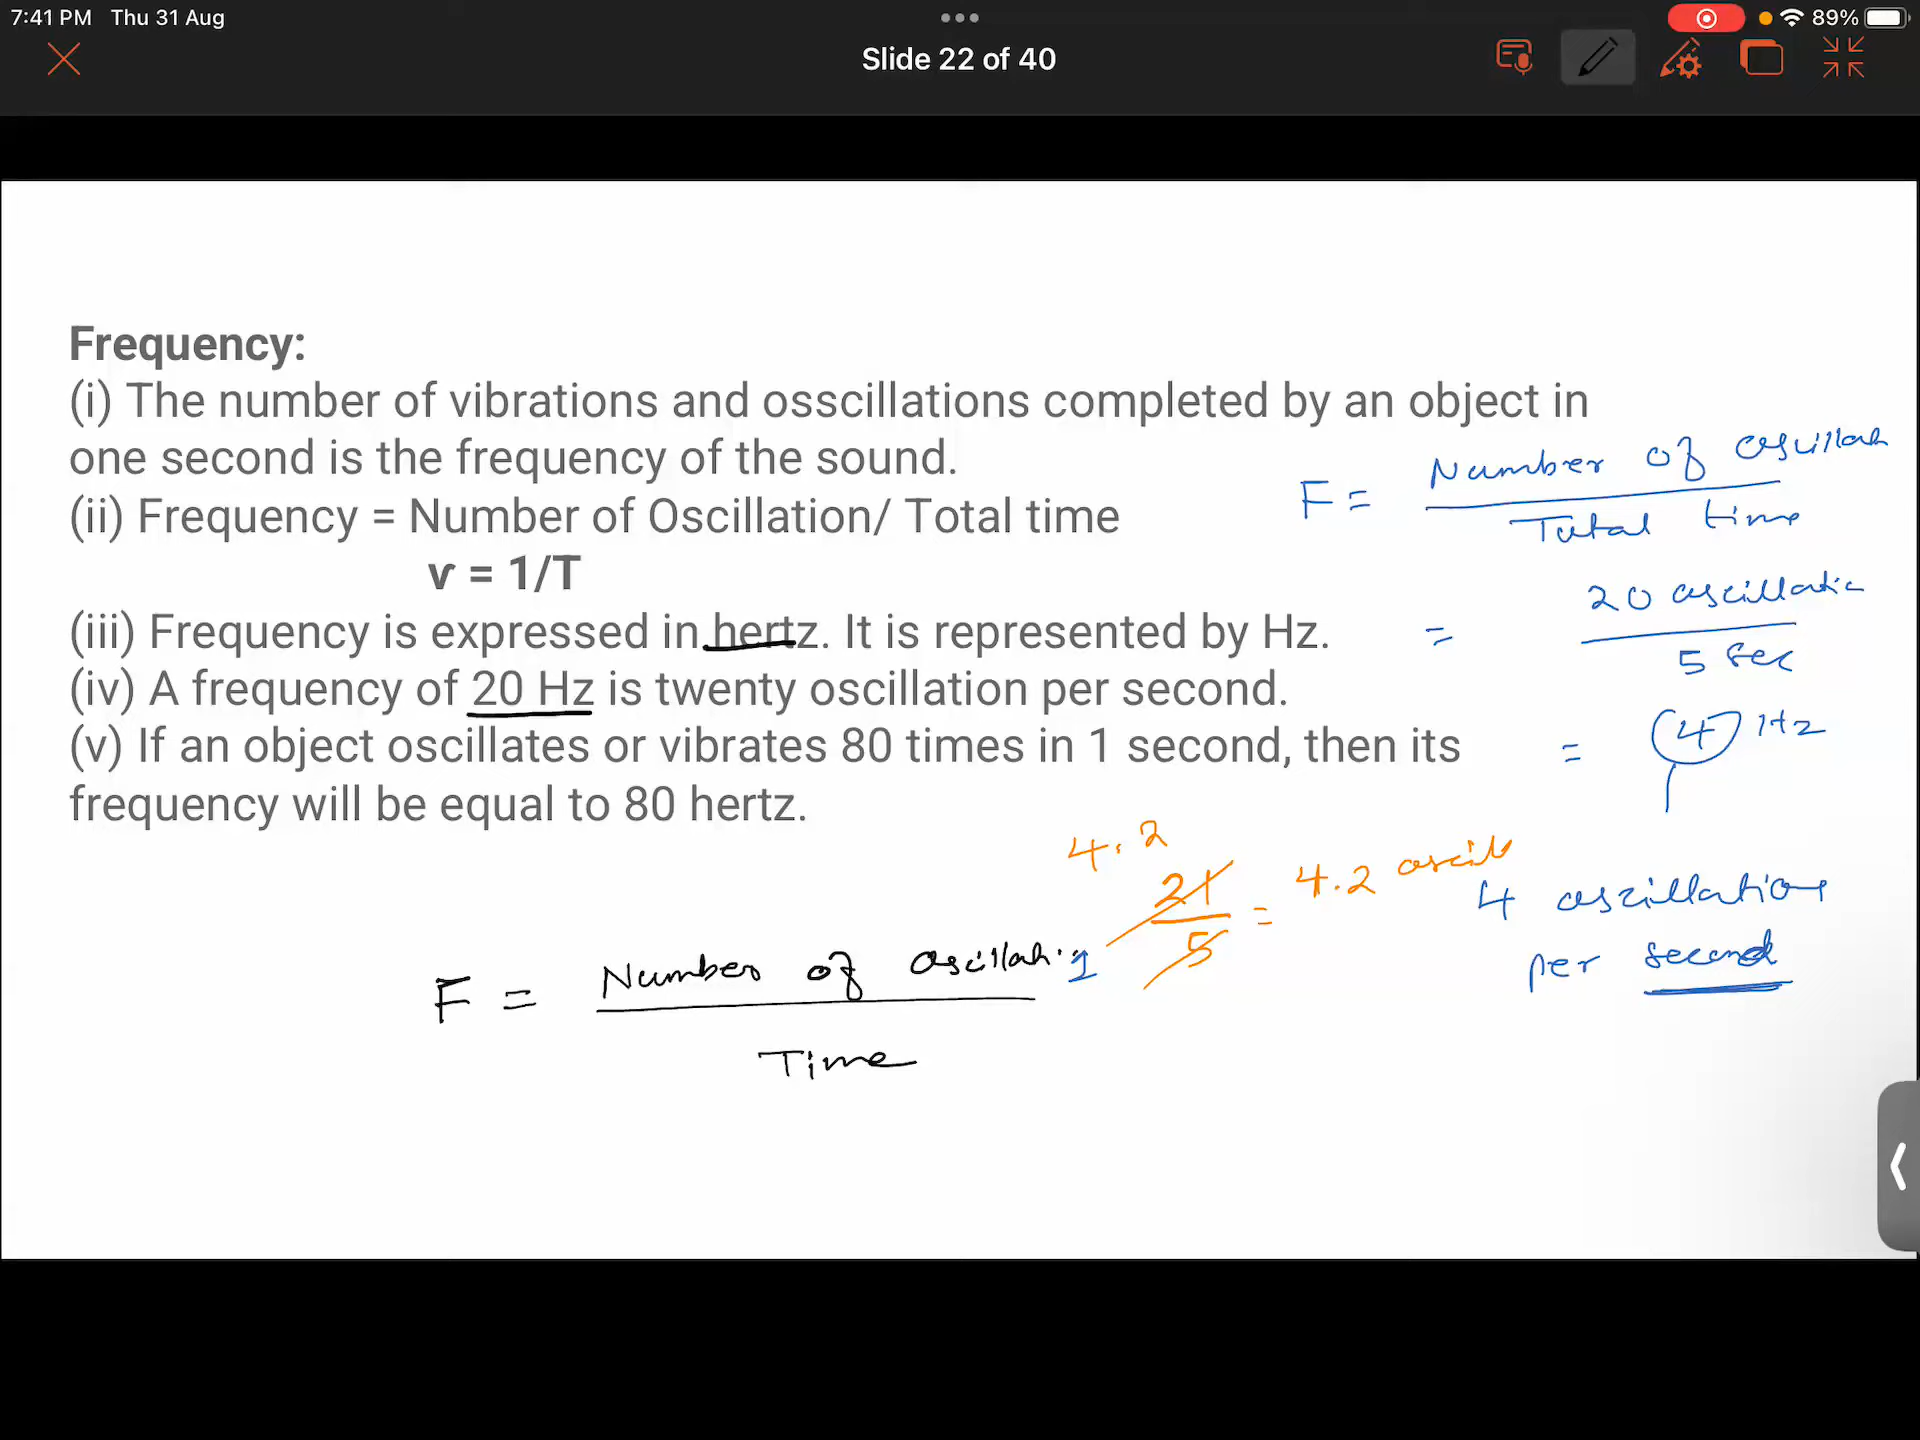 7:41 PM Thu 31 Aug
89%
Slide 22 of 40
Frequency:
(i) The number of vibrations and osscillations completed by an object in
one second is the frequency of the sound.
(ii) Frequency = Number of Oscillation/ Total time
v = 1/T
(iii) Frequency is expressed in hertz. It is represented by Hz.
(iv) A frequency of 20 Hz is twenty oscillation per second.
(v) If an object oscillates or vibrates 80 times in 1 second, then its
frequency will be equal to 80 hertz.
F = Number of
Total time
= 20
5 sec
= 4 Hz
4
per second
4.2
21
5
= 4.2
F = Number of
Time